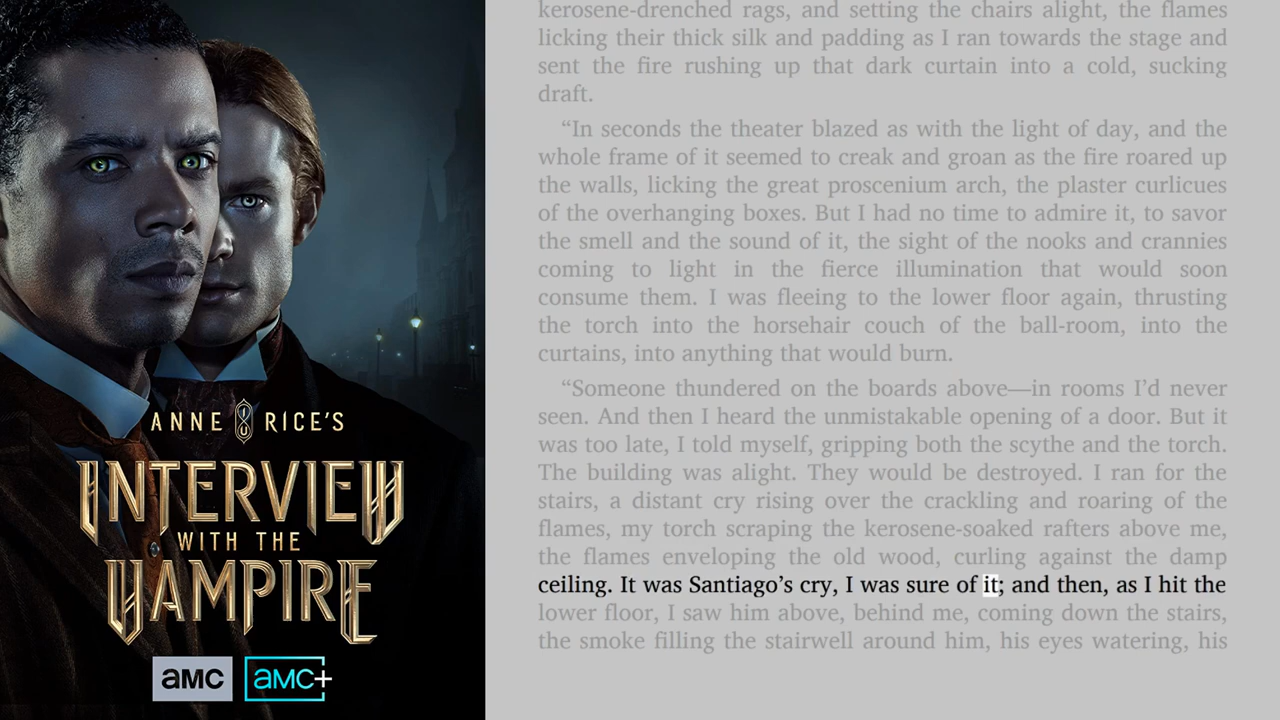 ANNE RICE'S
INTERVIEW
WITH THE
VAMPIRE
amc
amc+
kerosene-drenched rags, and setting the chairs alight, the flames
licking their thick silk and padding as I ran towards the stage and
sent the fire rushing up that dark curtain into a cold, sucking
draft.
“In seconds the theater blazed as with the light of day, and the
whole frame of it seemed to creak and groan as the fire roared up
the walls, licking the great proscenium arch, the plaster curlicues
of the overhanging boxes. But I had no time to admire it, to savor
the smell and the sound of it, the sight of the nooks and crannies
coming to light in the fierce illumination that would soon
consume them. I was fleeing to the lower floor again, thrusting
the torch into the horsehair couch of the ball-room, into the
curtains, into anything that would burn.
“Someone thundered on the boards above—in rooms I’d never
seen. And then I heard the unmistakable opening of a door. But it
was too late, I told myself, gripping both the scythe and the torch.
The building was alight. They would be destroyed. I ran for the
stairs, a distant cry rising over the crackling and roaring of the
flames, my torch scraping the kerosene-soaked rafters above me,
the flames enveloping the old wood, curling against the damp
ceiling. It was Santiago’s cry, I was sure of it; and then, as I hit the
lower floor, I saw him above, behind me, coming down the stairs,
the smoke filling the stairwell around him, his eyes watering, his